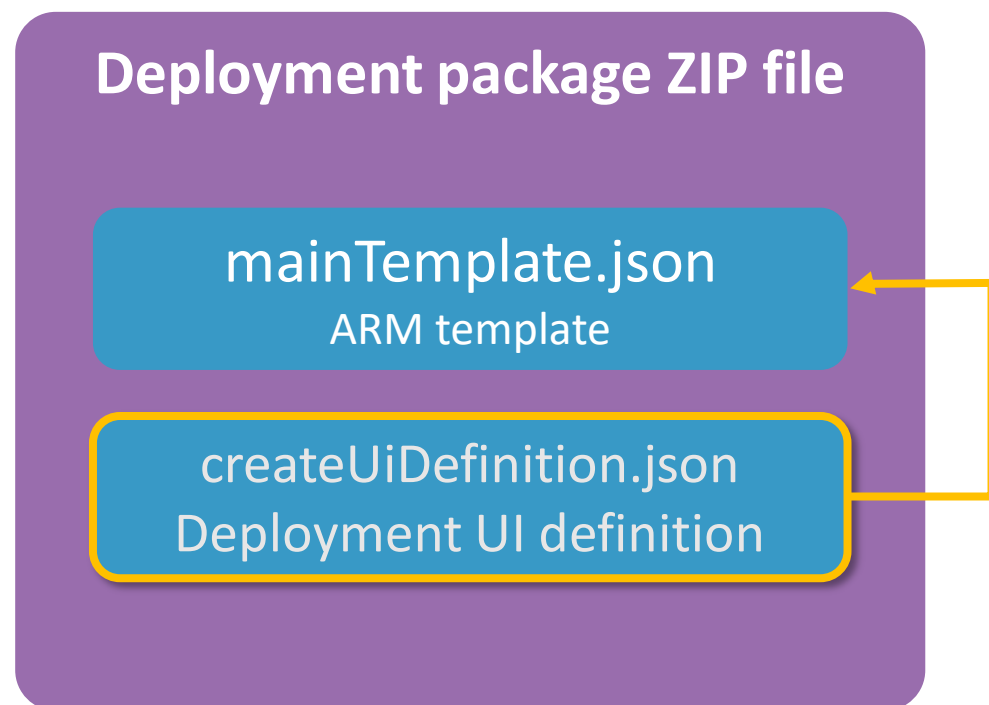 Deployment package ZIP file
mainTemplate.json
ARM template
createUiDefinition.json
Deployment UI definition